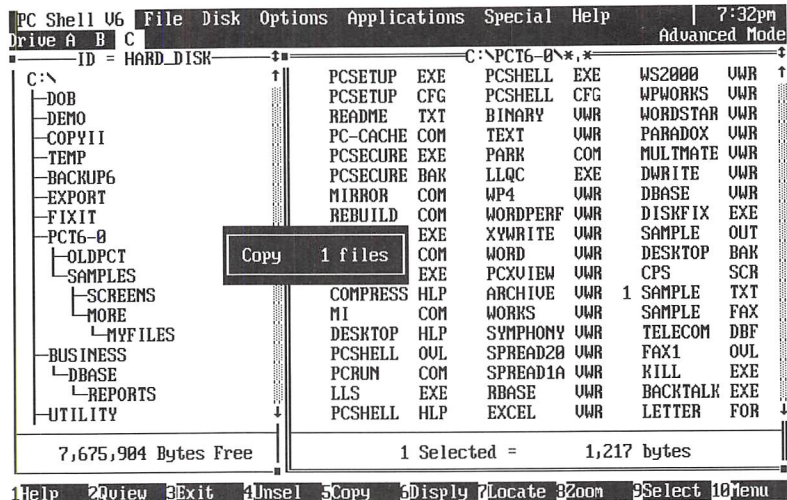 PC Shell V6 File Disk Options Applications Special Help 7:32pm
Drive A B C Advanced Mode
ID = HARD_DISK
C:\PCT6-0\*.*
C:\
DOB
DEMO
COPYII
TEMP
BACKUP6
EXPORT
FIXIT
PCT6-0
OLDPCT
SAMPLES
SCREENS
MORE
MYFILES
BUSINESS
DBASE
REPORTS
UTILITY
PCSETUP EXE PCSHELL EXE WS2000 VWR
PCSETUP CFG PCSHELL CFG WPWORKS VWR
README TXT BINARY VWR WORDSTAR VWR
PC-CACHE COM TEXT VWR PARADOX VWR
PCSECURE EXE PARK COM MULTMATE VWR
PCSECURE BAK LLQC EXE DWRITE VWR
MIRROR COM WP4 VWR DBASE VWR
REBUILD COM WORDPERF VWR DISKFIX EXE
EXE XYWRITE VWR SAMPLE OUT
COM WORD VWR DESKTOP BAK
EXE PCXVIEW VWR CPS SCR
COMPRESS HLP ARCHIVE VWR 1 SAMPLE TXT
MI COM WORKS VWR SAMPLE FAX
DESKTOP HLP SYMPHONY VWR TELECOM DBF
PCSHELL OVL SPREAD20 VWR FAX1 OVL
PCRUN COM SPREAD1A VWR KILL EXE
LLS EXE RBASE VWR BACKTALK EXE
PCSHELL HLP EXCEL VWR LETTER FOR
Copy 1 files
7,675,904 Bytes Free
1 Selected = 1,217 bytes
1Help 2Qview 3Exit 4Unsel 5Copy 6Disply 7Locate 8Zoom 9Select 10Menu